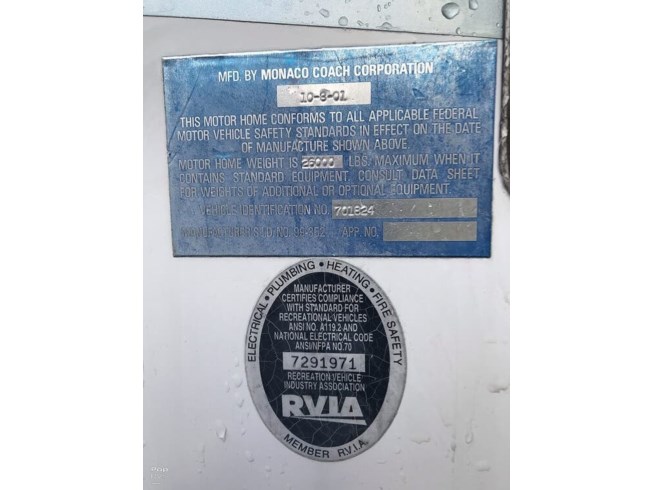 MFD. BY MONACO COACH CORPORATION
10-8-01
THIS MOTOR HOME CONFORMS TO ALL APPLICABLE FEDERAL
MOTOR VEHICLE SAFETY STANDARDS IN EFFECT ON THE DATE
OF MANUFACTURE SHOWN ABOVE.
MOTOR HOME WEIGHT IS 25000 LBS. MAXIMUM WHEN IT
CONTAINS STANDARD EQUIPMENT. CONSULT DATA SHEET
FOR WEIGHTS OF ADDITIONAL OR OPTIONAL EQUIPMENT.
VEHICLE IDENTIFICATION NO. 701824
APP. NO.
ELECTRICAL • PLUMBING • HEATING • FIRE SAFETY
MANUFACTURER
CERTIFIES COMPLIANCE
WITH STANDARD FOR
RECREATIONAL VEHICLES
ANSI NO. A119.2 AND
NATIONAL ELECTRICAL CODE
ANSI/NFPA NO. 70
7291971
RECREATION VEHICLE
INDUSTRY ASSOCIATION
RVIA
MEMBER R.V.I.A.